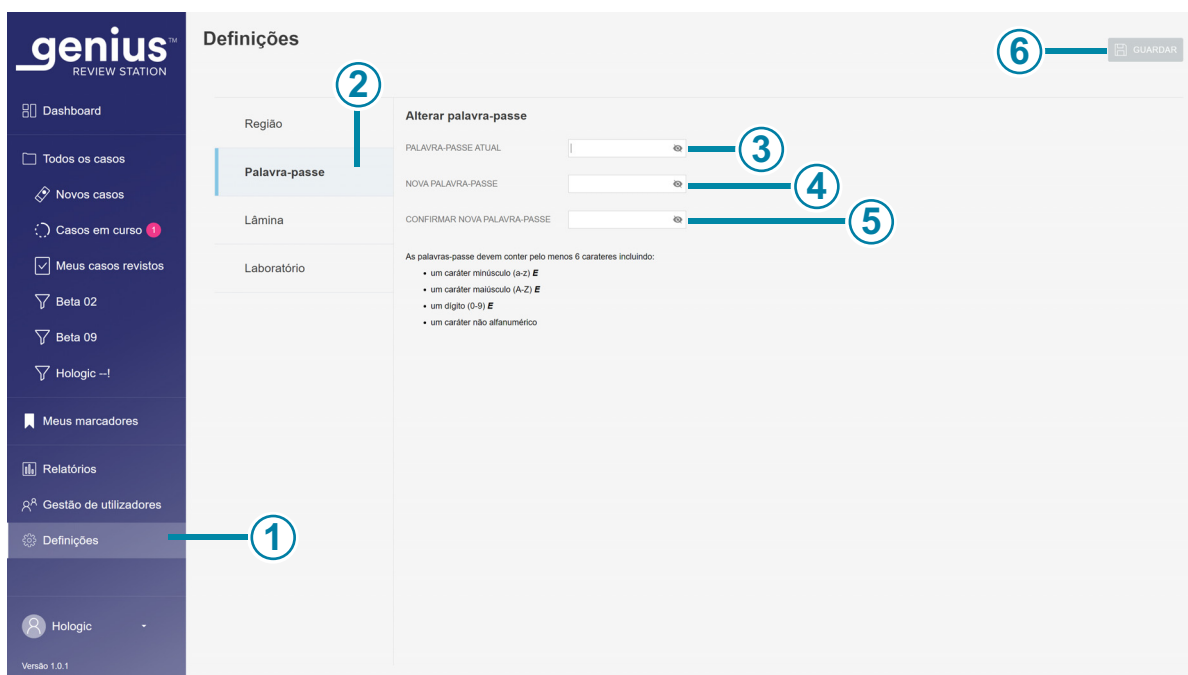 genius™
REVIEW STATION
Dashboard
Todos os casos
Novos casos
Casos em curso 1
Meus casos revistos
Beta 02
Beta 09
Hologic --!
Meus marcadores
Relatórios
Gestão de utilizadores
Definições
Hologic
Versão 1.0.1
Definições
GUARDAR
Região
Palavra-passe
Lâmina
Laboratório
Alterar palavra-passe
PALAVRA-PASSE ATUAL
NOVA PALAVRA-PASSE
CONFIRMAR NOVA PALAVRA-PASSE
As palavras-passe devem conter pelo menos 6 carateres incluindo:
• um caráter minúsculo (a-z) E
• um caráter maiúsculo (A-Z) E
• um dígito (0-9) E
• um caráter não alfanumérico
1
2
3
4
5
6